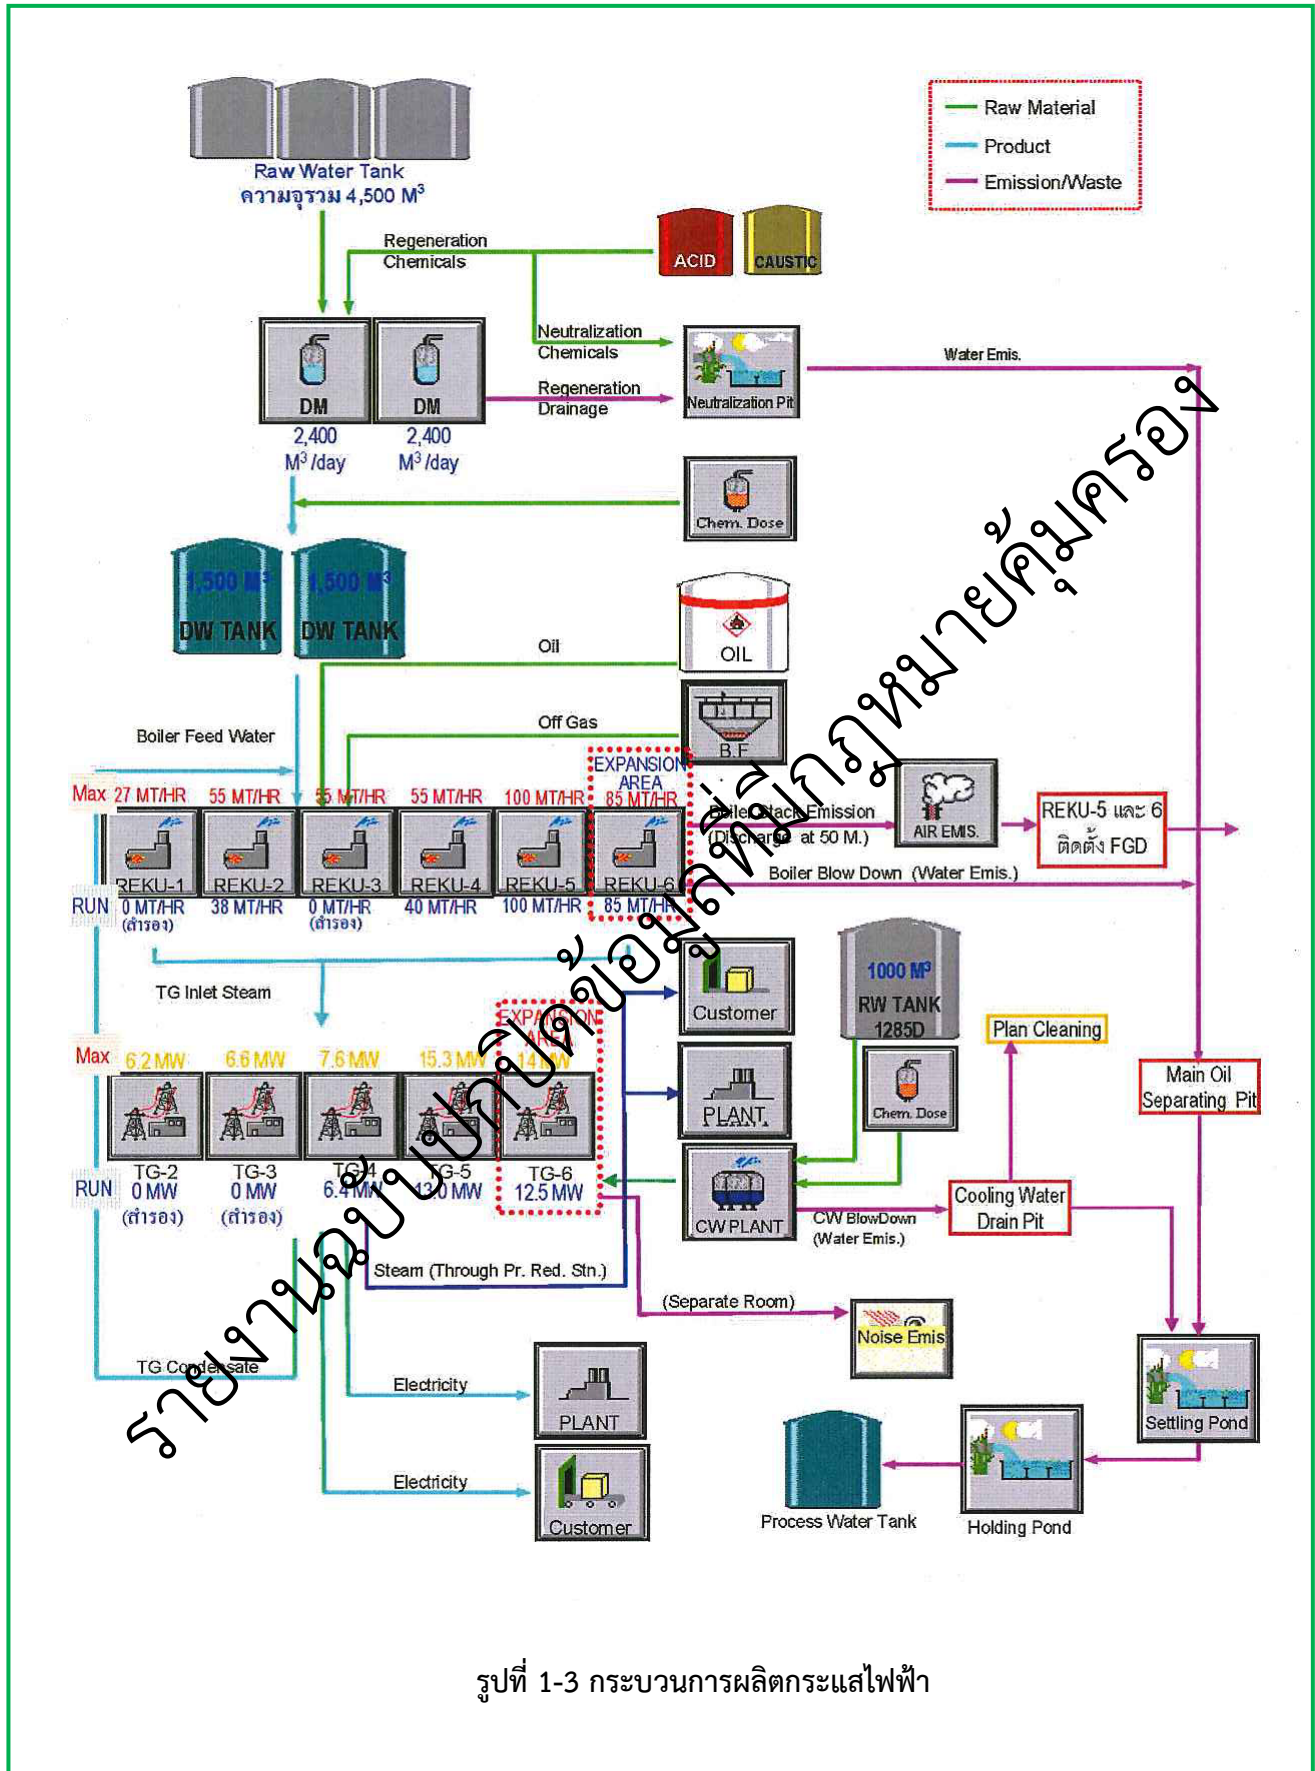 Raw Material
Product
Emission/Waste
Raw Water Tank
ความจุรวม 4,500 M³
Regeneration
Chemicals
ACID
CAUSTIC
Neutralization
Chemicals
Regeneration
Drainage
Neutralization Pit
Water Emis.
DM
DM
2,400
M³/day
2,400
M³/day
Chem. Dose
1,500 M³
1,500 M³
DW TANK
DW TANK
Oil
OIL
Off Gas
B.F
Boiler Feed Water
EXPANSION
AREA
Max 27 MT/HR 55 MT/HR 55 MT/HR 55 MT/HR 100 MT/HR 85 MT/HR
REKU-1 REKU-2 REKU-3 REKU-4 REKU-5 REKU-6
RUN 0 MT/HR 38 MT/HR 0 MT/HR 40 MT/HR 100 MT/HR 85 MT/HR
(สำรอง) (สำรอง)
Boiler Stack Emission
(Discharge at 50 M.)
AIR EMIS.
REKU-5 และ 6
ติดตั้ง FGD
Boiler Blow Down (Water Emis.)
TG Inlet Steam
Customer
1000 M³
RW TANK
1285D
Plan Cleaning
EXPANSION
AREA
Max 6.2 MW 6.6 MW 7.6 MW 15.3 MW 14 MW
PLANT
Chem. Dose
Main Oil
Separating Pit
TG-2 TG-3 TG-4 TG-5 TG-6
RUN 0 MW 0 MW 6.4 MW 13.0 MW 12.5 MW
(สำรอง) (สำรอง)
CW PLANT
CW BlowDown
(Water Emis.)
Cooling Water
Drain Pit
Steam (Through Pr. Red. Stn.)
(Separate Room)
Noise Emis
TG Condensate
Electricity
PLANT
Settling Pond
Electricity
Customer
Process Water Tank
Holding Pond
รายงานฉบับปกปิดข้อมูลที่มีกฎหมายคุ้มครอง
รูปที่ 1-3 กระบวนการผลิตกระแสไฟฟ้า